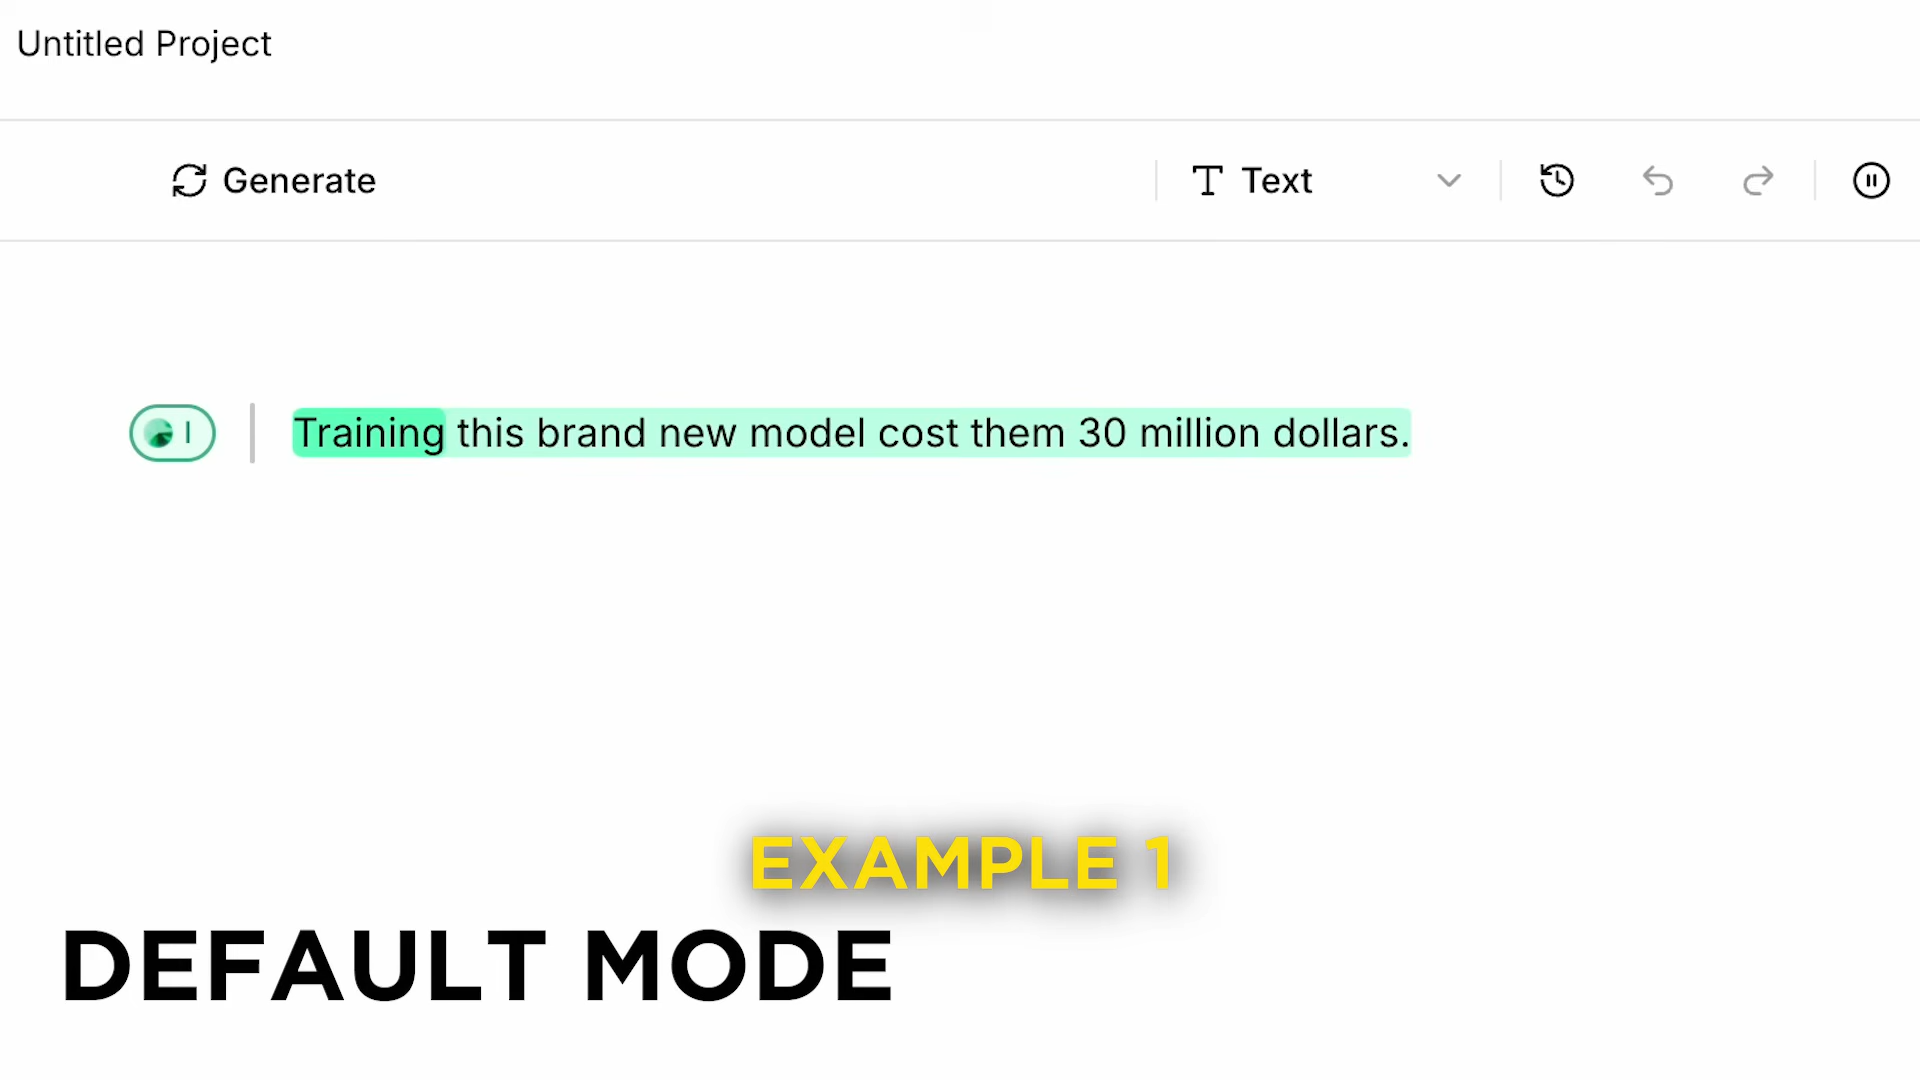 Untitled Project
Generate
Text
I
Training this brand new model cost them 30 million dollars.
EXAMPLE 1
DEFAULT MODE